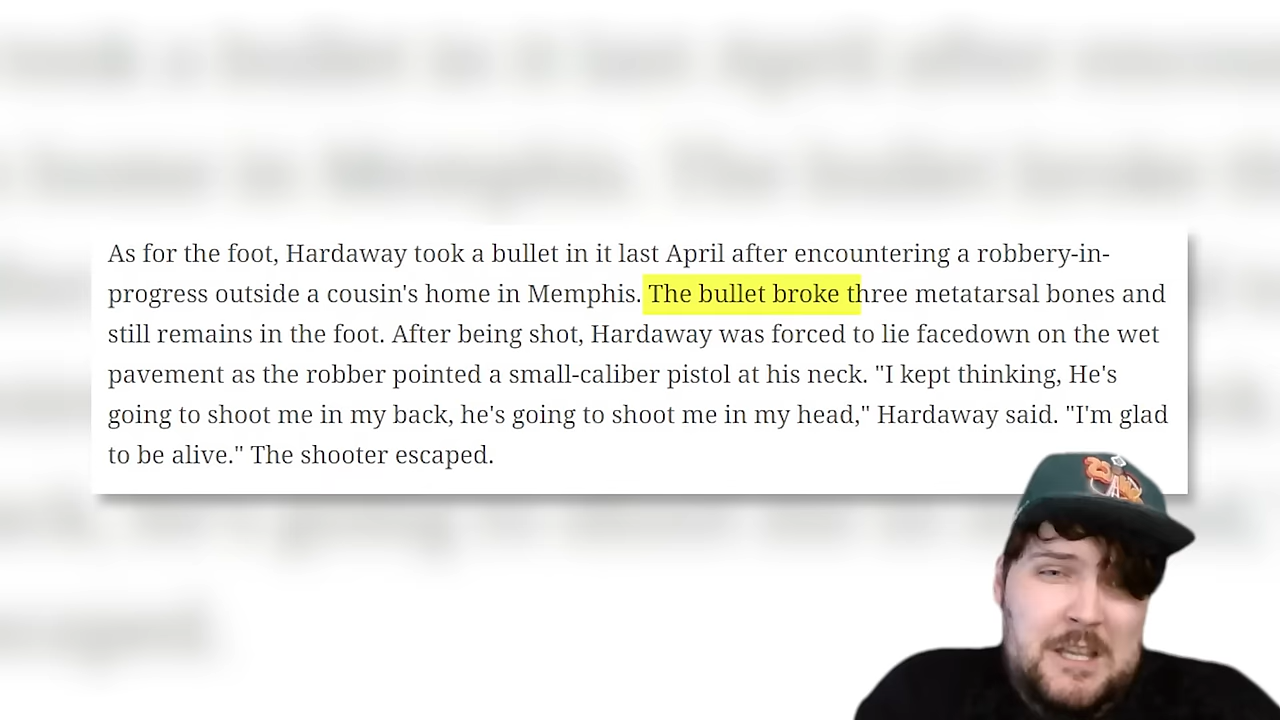 As for the foot, Hardaway took a bullet in it last April after encountering a robbery-in-
progress outside a cousin's home in Memphis. The bullet broke three metatarsal bones and
still remains in the foot. After being shot, Hardaway was forced to lie facedown on the wet
pavement as the robber pointed a small-caliber pistol at his neck. "I kept thinking, He's
going to shoot me in my back, he's going to shoot me in my head," Hardaway said. "I'm glad
to be alive." The shooter escaped.